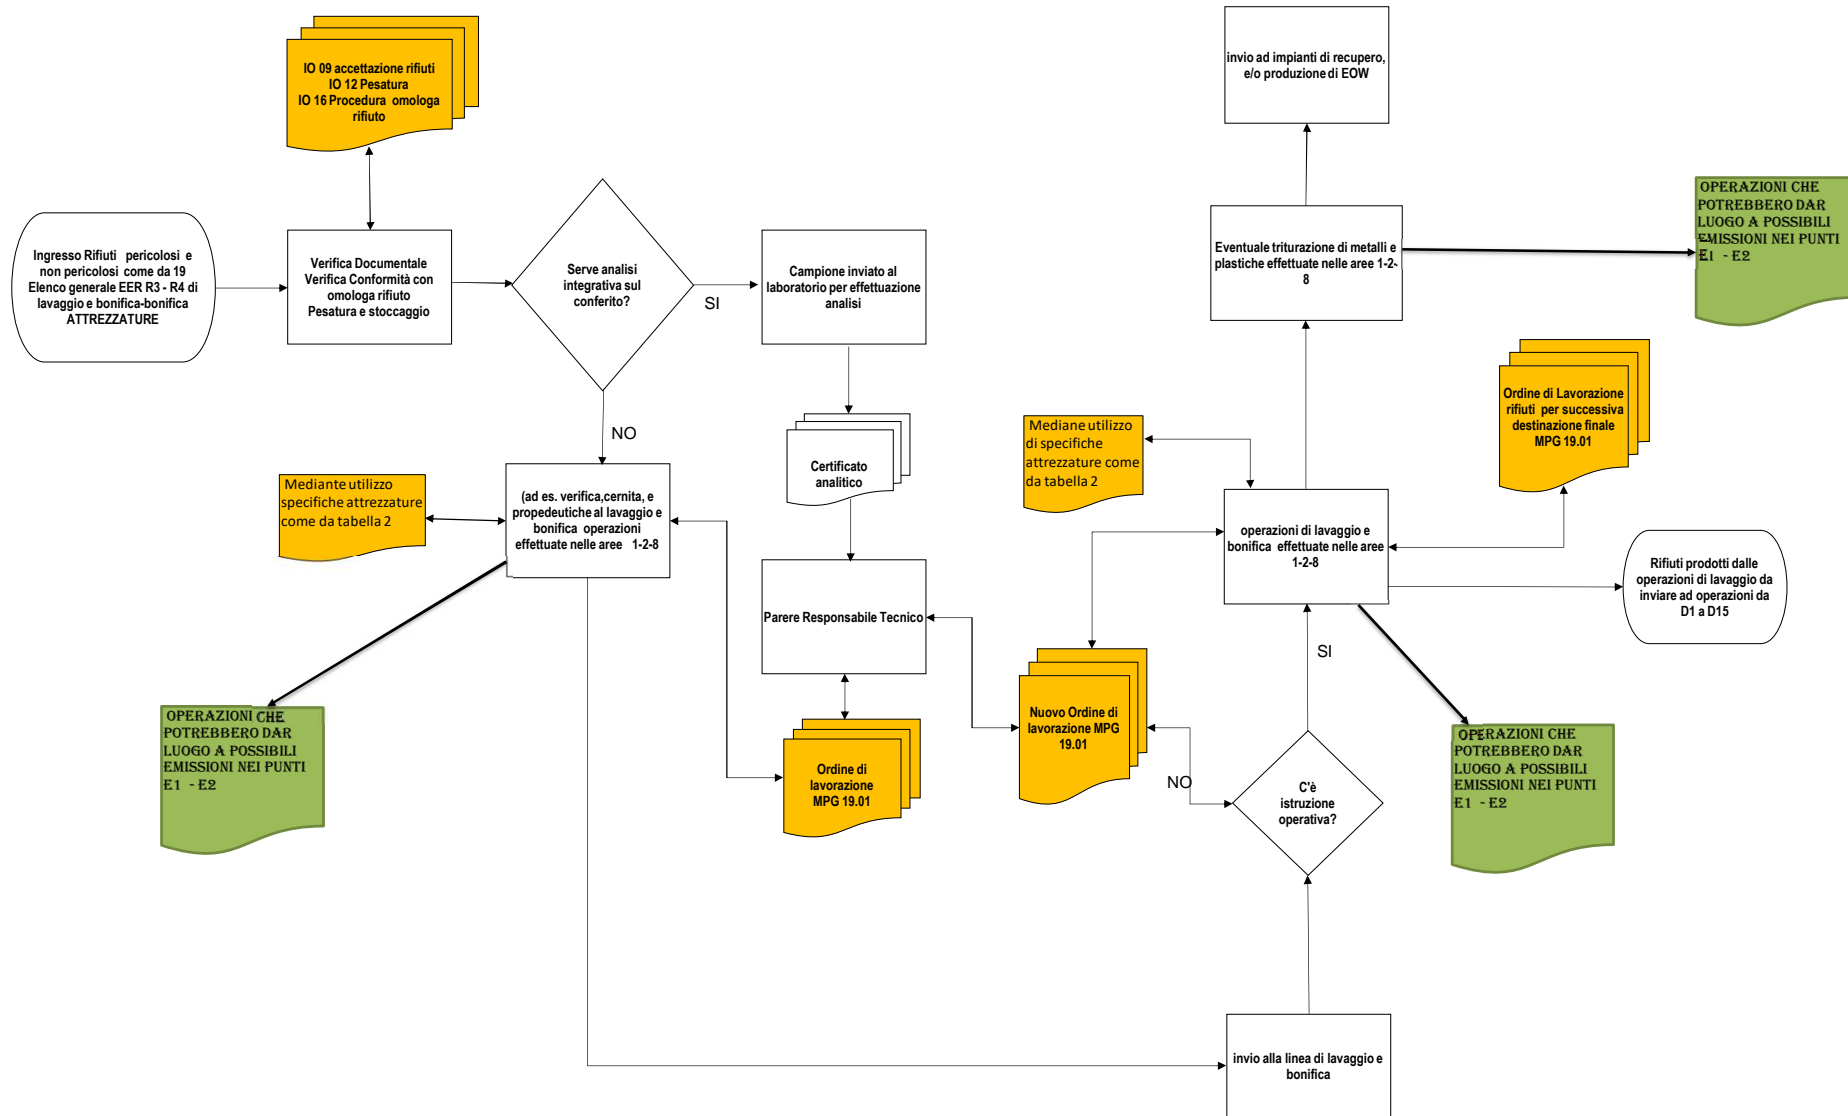 IO 09 accettazione rifiuti
IO 12 Pesatura
IO 16 Procedura omologa
rifiuto
Ingresso Rifiuti pericolosi e
non pericolosi come da 19
Elenco generale EER R3 - R4 di
lavaggio e bonifica-bonifica
ATTREZZATURE
Verifica Documentale
Verifica Conformità con
omologa rifiuto
Pesatura e stoccaggio
Serve analisi
integrativa sul
conferito?
SI
NO
Campione inviato al
laboratorio per effettuazione
analisi
Certificato
analitico
Mediante utilizzo
specifiche attrezzature
come da tabella 2
(ad es. verifica,cernita, e
propedeutiche al lavaggio e
bonifica operazioni
effettuate nelle aree 1-2-8
Parere Responsabile Tecnico
OPERAZIONI CHE
POTREBBERO DAR
LUOGO A POSSIBILI
EMISSIONI NEI PUNTI
E1 - E2
Ordine di
lavorazione
MPG 19.01
invio ad impianti di recupero,
e/o produzione di EOW
Eventuale triturazione di metalli e
plastiche effettuate nelle aree 1-2-
8
OPERAZIONI CHE
POTREBBERO DAR
LUOGO A POSSIBILI
EMISSIONI NEI PUNTI
E1 - E2
Mediane utilizzo
di specifiche
attrezzature come
da tabella 2
Ordine di Lavorazione
rifiuti per successiva
destinazione finale
MPG 19.01
operazioni di lavaggio e
bonifica effettuate nelle aree
1-2-8
Rifiuti prodotti dalle
operazioni di lavaggio da
inviare ad operazioni da
D1 a D15
SI
Nuovo Ordine di
lavorazione MPG
19.01
NO
C'è
istruzione
operativa?
OPERAZIONI CHE
POTREBBERO DAR
LUOGO A POSSIBILI
EMISSIONI NEI PUNTI
E1 - E2
invio alla linea di lavaggio e
bonifica